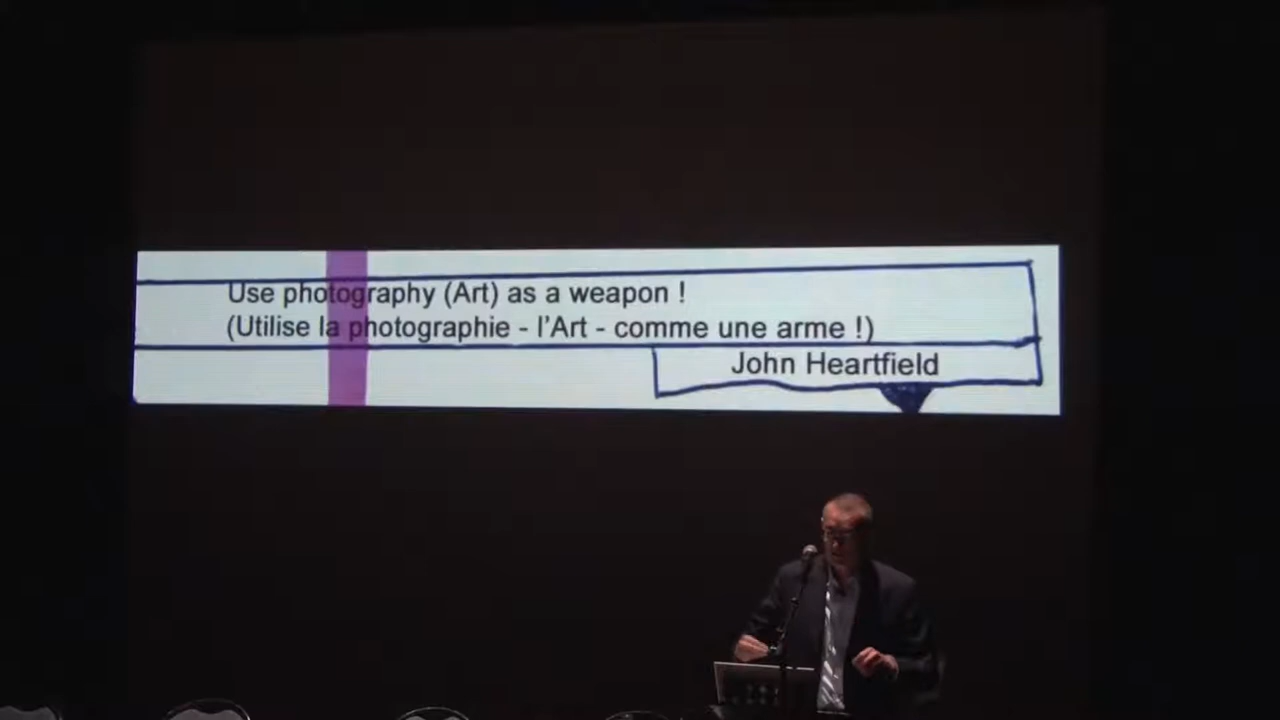 Use photography (Art) as a weapon !
(Utilise la photographie - l'Art - comme une arme !)
John Heartfield